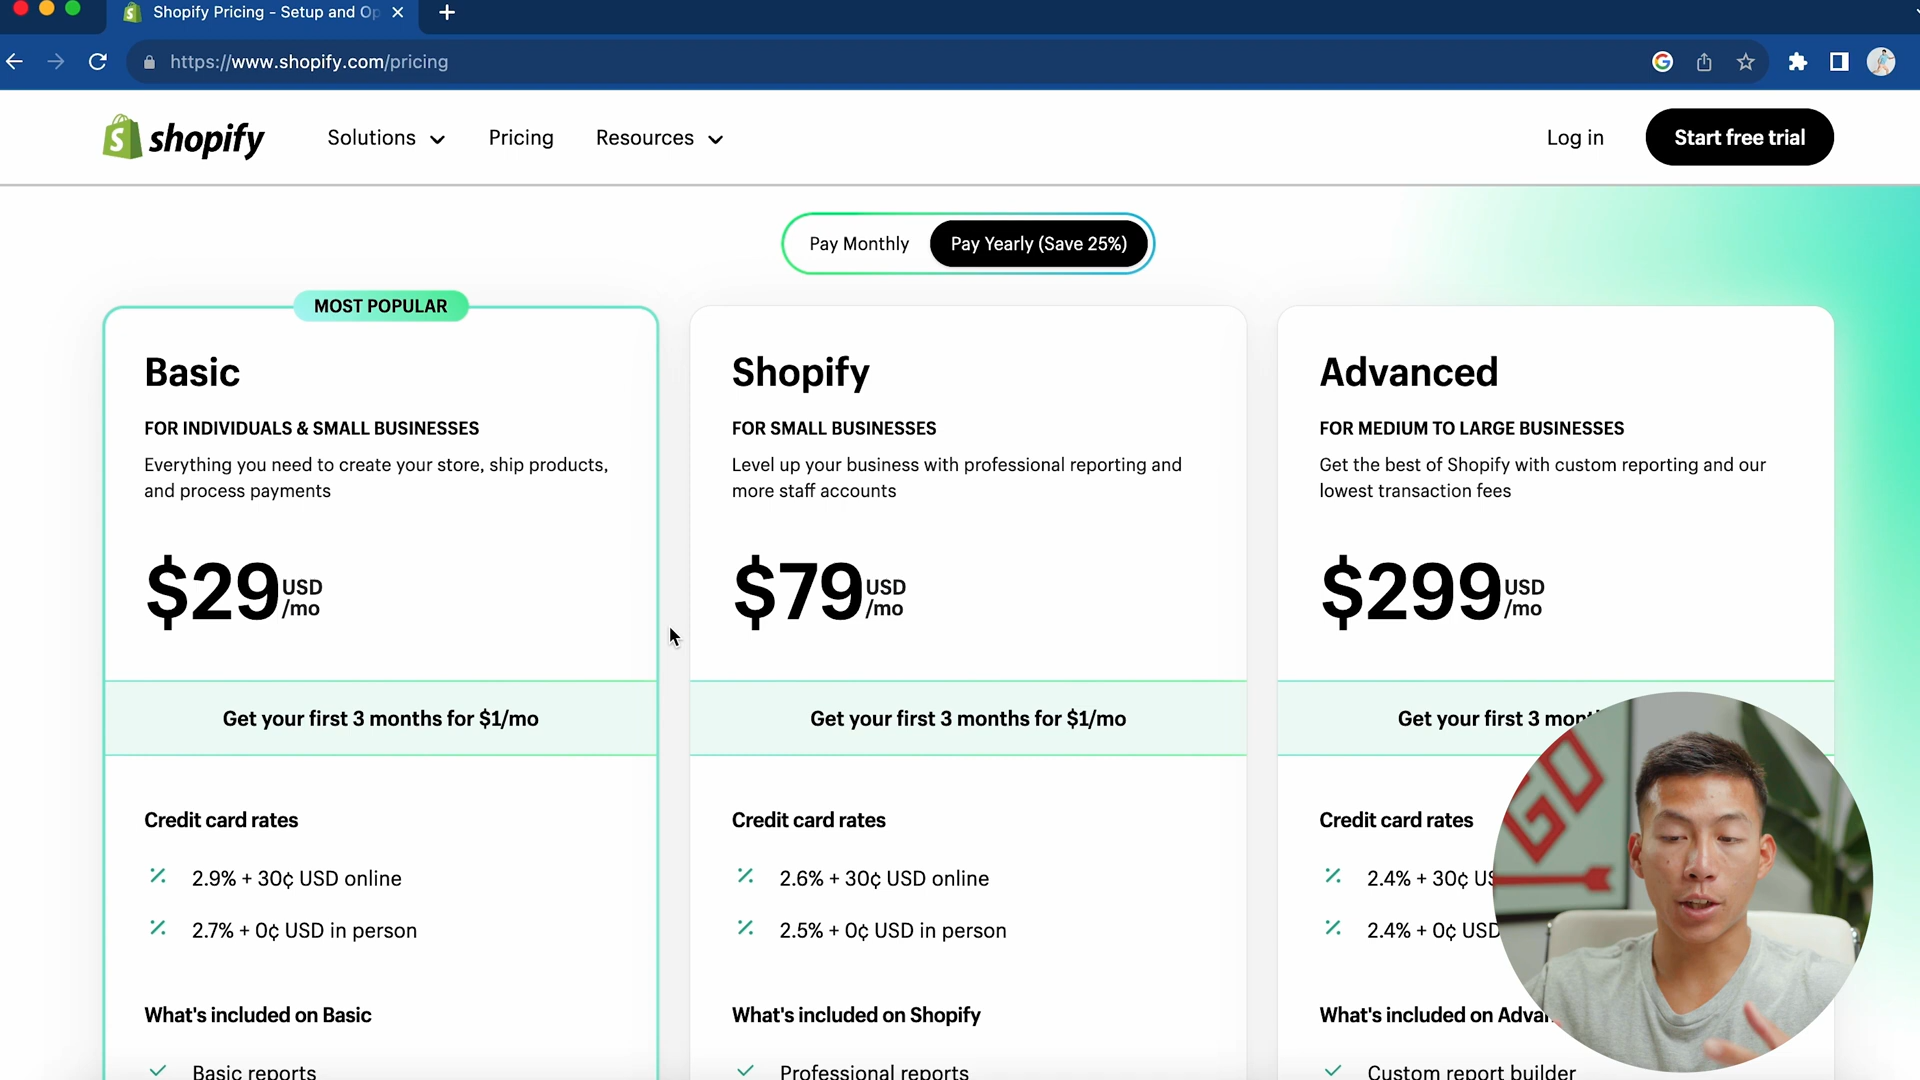 Shopify Pricing - Setup and Op
https://www.shopify.com/pricing
shopify
Solutions
Pricing
Resources
Log in
Start free trial
Pay Monthly
Pay Yearly (Save 25%)
MOST POPULAR
Basic
FOR INDIVIDUALS & SMALL BUSINESSES
Everything you need to create your store, ship products,
and process payments
$29 USD
/mo
Get your first 3 months for $1/mo
Credit card rates
2.9% + 30¢ USD online
2.7% + 0¢ USD in person
What's included on Basic
Basic reports
Shopify
FOR SMALL BUSINESSES
Level up your business with professional reporting and
more staff accounts
$79 USD
/mo
Get your first 3 months for $1/mo
Credit card rates
2.6% + 30¢ USD online
2.5% + 0¢ USD in person
What's included on Shopify
Professional reports
Advanced
FOR MEDIUM TO LARGE BUSINESSES
Get the best of Shopify with custom reporting and our
lowest transaction fees
$299 USD
/mo
Get your first 3 mon
Credit card rates
2.4% + 30¢ US
2.4% + 0¢ USD
What's included on Advan
Custom report builder
GO